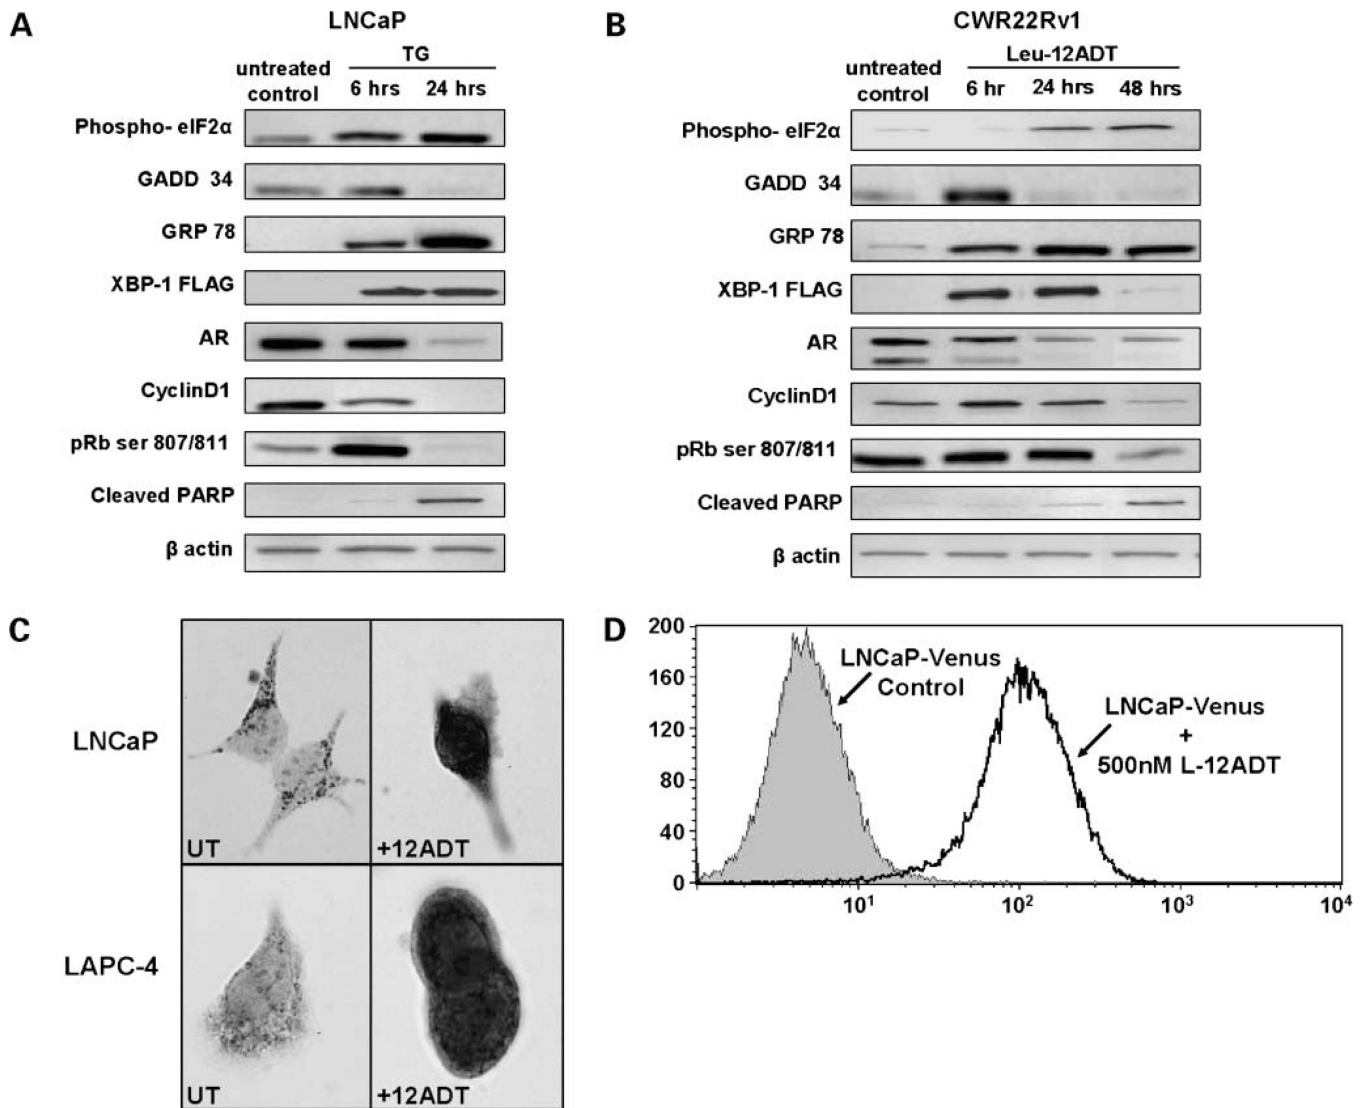 A
LNCaP
TG
untreated
control
6 hrs
24 hrs
Phospho- eIF2α
GADD 34
GRP 78
XBP-1 FLAG
AR
CyclinD1
pRb ser 807/811
Cleaved PARP
β actin
B
CWR22Rv1
Leu-12ADT
untreated
control
6 hr
24 hrs
48 hrs
Phospho- eIF2α
GADD 34
GRP 78
XBP-1 FLAG
AR
CyclinD1
pRb ser 807/811
Cleaved PARP
β actin
C
LNCaP
UT
+12ADT
LAPC-4
UT
+12ADT
D
200
160
120
80
40
0
LNCaP-Venus
Control
LNCaP-Venus
+
500nM L-12ADT
10¹
10²
10³
10⁴